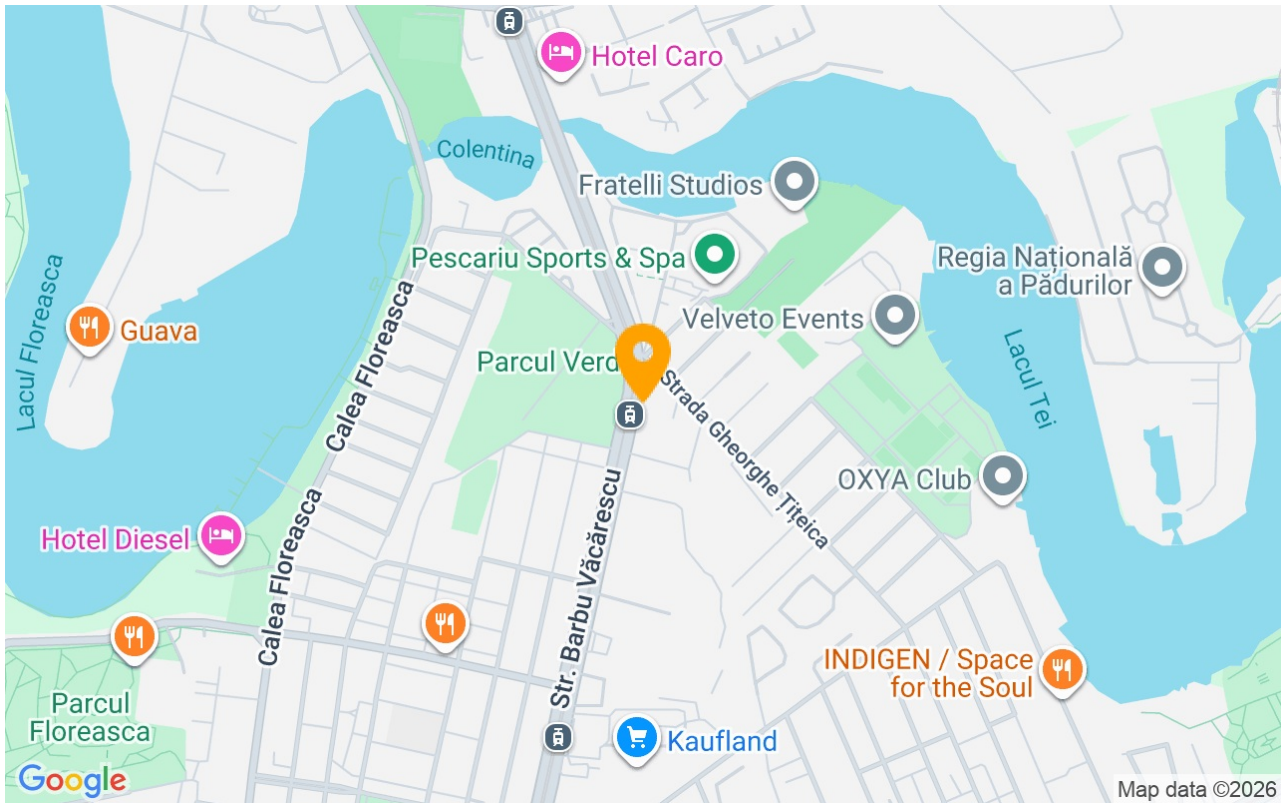 Hotel Caro
Colentina
Fratelli Studios
Pescariu Sports & Spa
Regia Națională
a Pădurilor
Lacul Floreasca
Guava
Calea Floreasca
Velveto Events
Parcul Verd
Lacul Tei
Strada Gheorghe Țițeica
OXYA Club
Hotel Diesel
Calea Floreasca
Str. Barbu Văcărescu
INDIGEN / Space
for the Soul
Parcul
Floreasca
Kaufland
Google
Map data ©2026